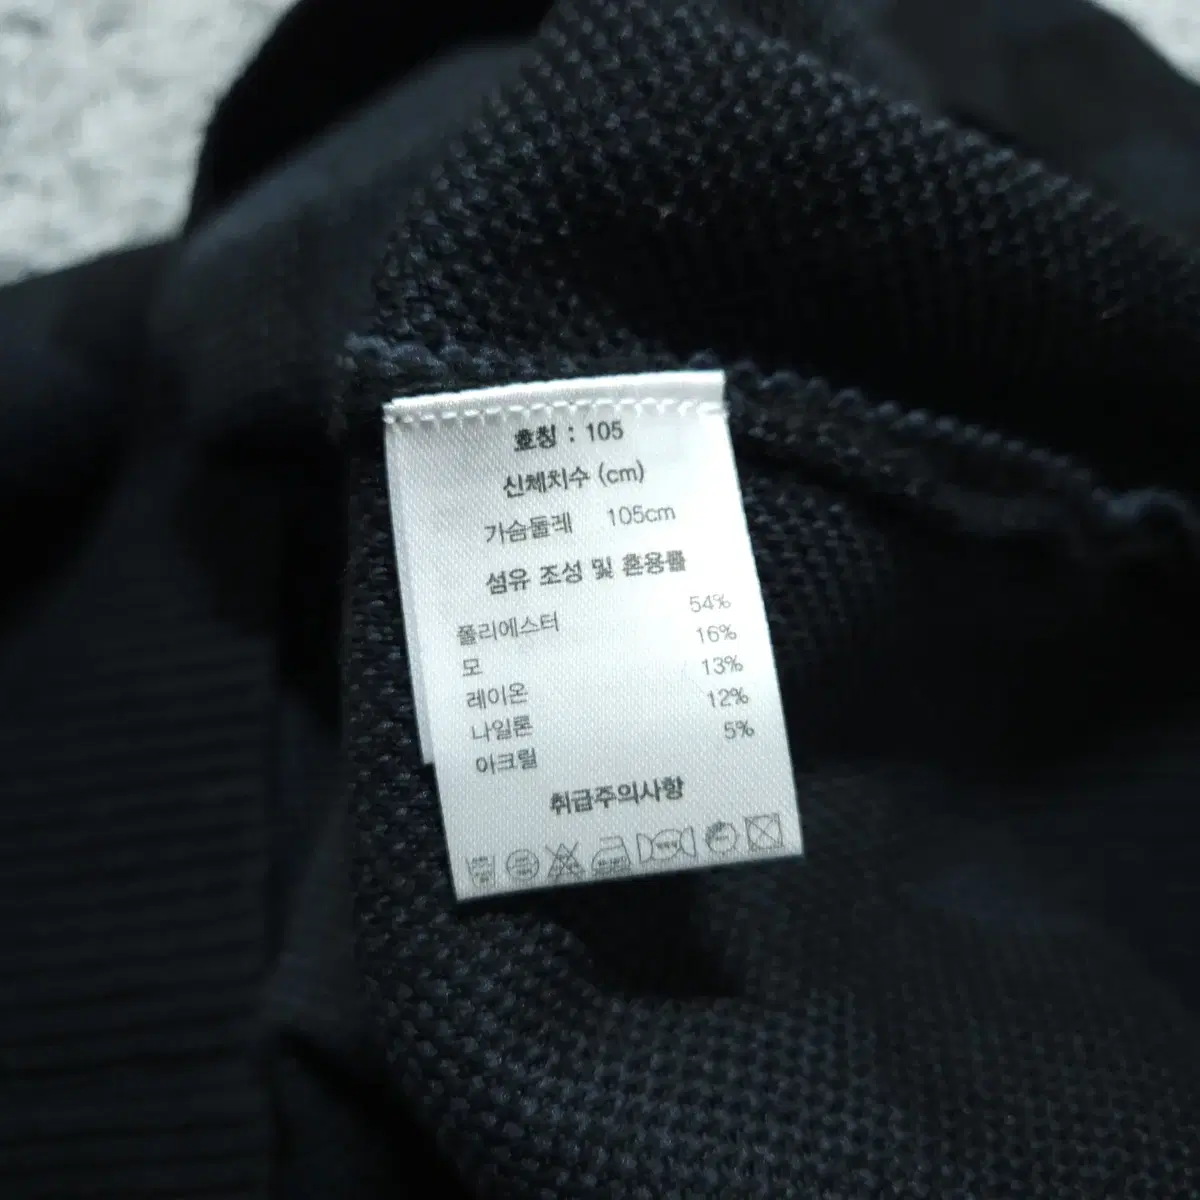 호칭 : 105
신체치수 (cm)
가슴둘레 105cm
섬유 조성 및 혼용률
폴리에스터 54%
모 16%
레이온 13%
나일론 12%
아크릴 5%
취급주의사항